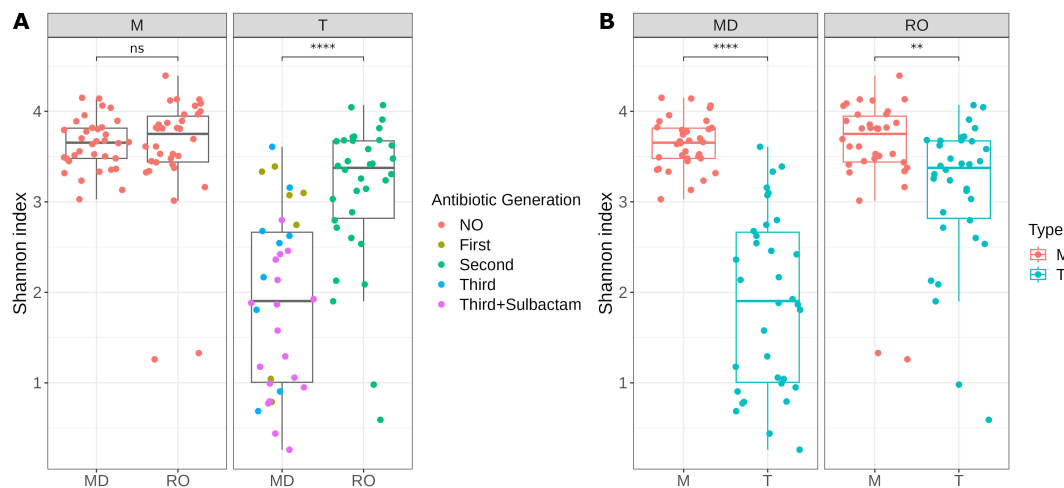 A
M
T
ns
****
Shannon index
4
3
2
1
MD
RO
MD
RO
Antibiotic Generation
NO
First
Second
Third
Third+Sulbactam
B
MD
RO
****
**
Shannon index
4
3
2
1
M
T
M
T
Type
M
T